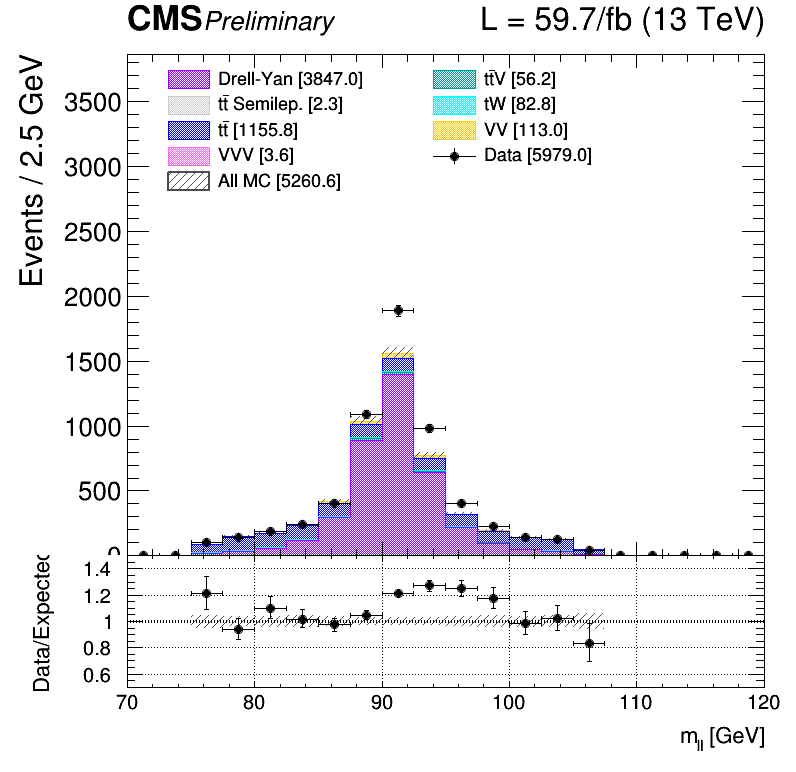 CMS Preliminary L = 59.7/fb (13 TeV)
Events / 2.5 GeV
3500
3000
2500
2000
1500
1000
500
0
Drell-Yan [3847.0]
tt̄ Semilep. [2.3]
tt̄ [1155.8]
VVV [3.6]
All MC [5260.6]
tt̄V [56.2]
tW [82.8]
VV [113.0]
Data [5979.0]
Data/Expected
1.4
1.2
1
0.8
0.6
70 80 90 100 110 120
m_ll [GeV]